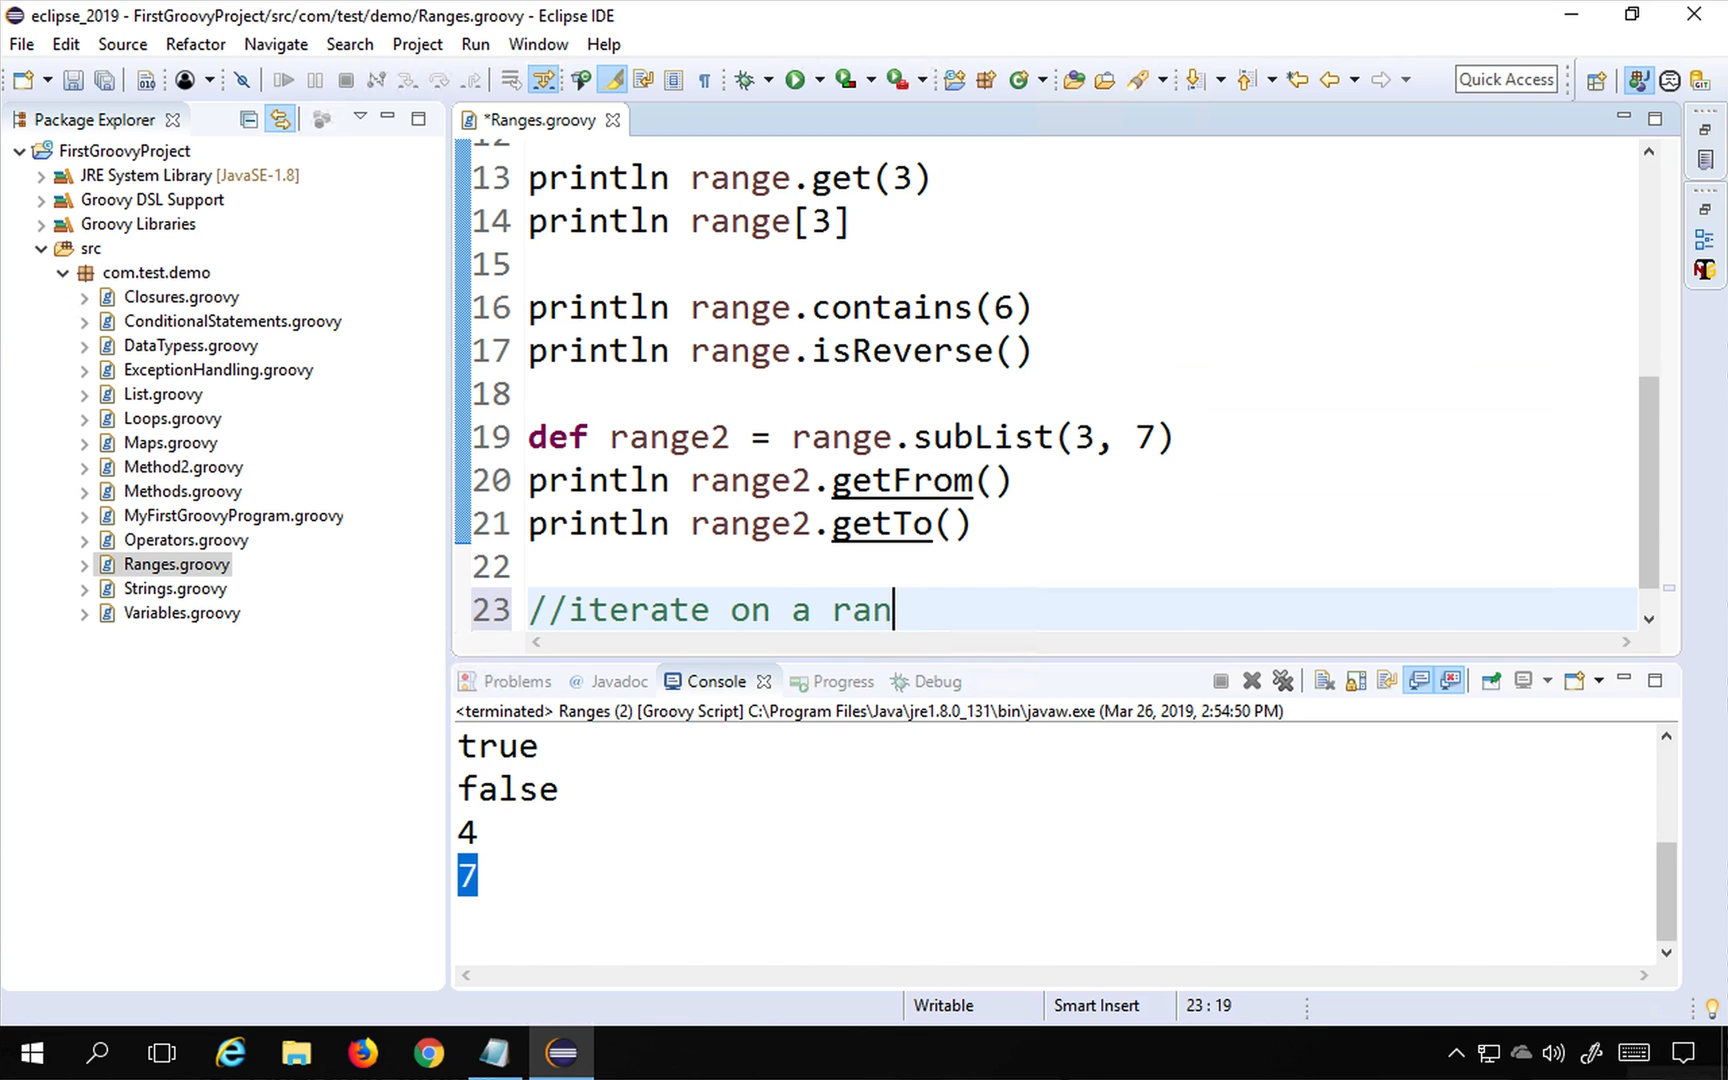 eclipse_2019 - FirstGroovyProject/src/com/test/demo/Ranges.groovy - Eclipse IDE
File Edit Source Refactor Navigate Search Project Run Window Help
Quick Access
Package Explorer
FirstGroovyProject
JRE System Library [JavaSE-1.8]
Groovy DSL Support
Groovy Libraries
src
com.test.demo
Closures.groovy
ConditionalStatements.groovy
DataTypess.groovy
ExceptionHandling.groovy
List.groovy
Loops.groovy
Maps.groovy
Method2.groovy
Methods.groovy
MyFirstGroovyProgram.groovy
Operators.groovy
Ranges.groovy
Strings.groovy
Variables.groovy
*Ranges.groovy
12
13 println range.get(3)
14 println range[3]
15
16 println range.contains(6)
17 println range.isReverse()
18
19 def range2 = range.subList(3, 7)
20 println range2.getFrom()
21 println range2.getTo()
22
23 //iterate on a ran
Problems @ Javadoc Console Progress Debug
<terminated> Ranges (2) [Groovy Script] C:\Program Files\Java\jre1.8.0_131\bin\javaw.exe (Mar 26, 2019, 2:54:50 PM)
true
false
4
7
Writable Smart Insert 23 : 19